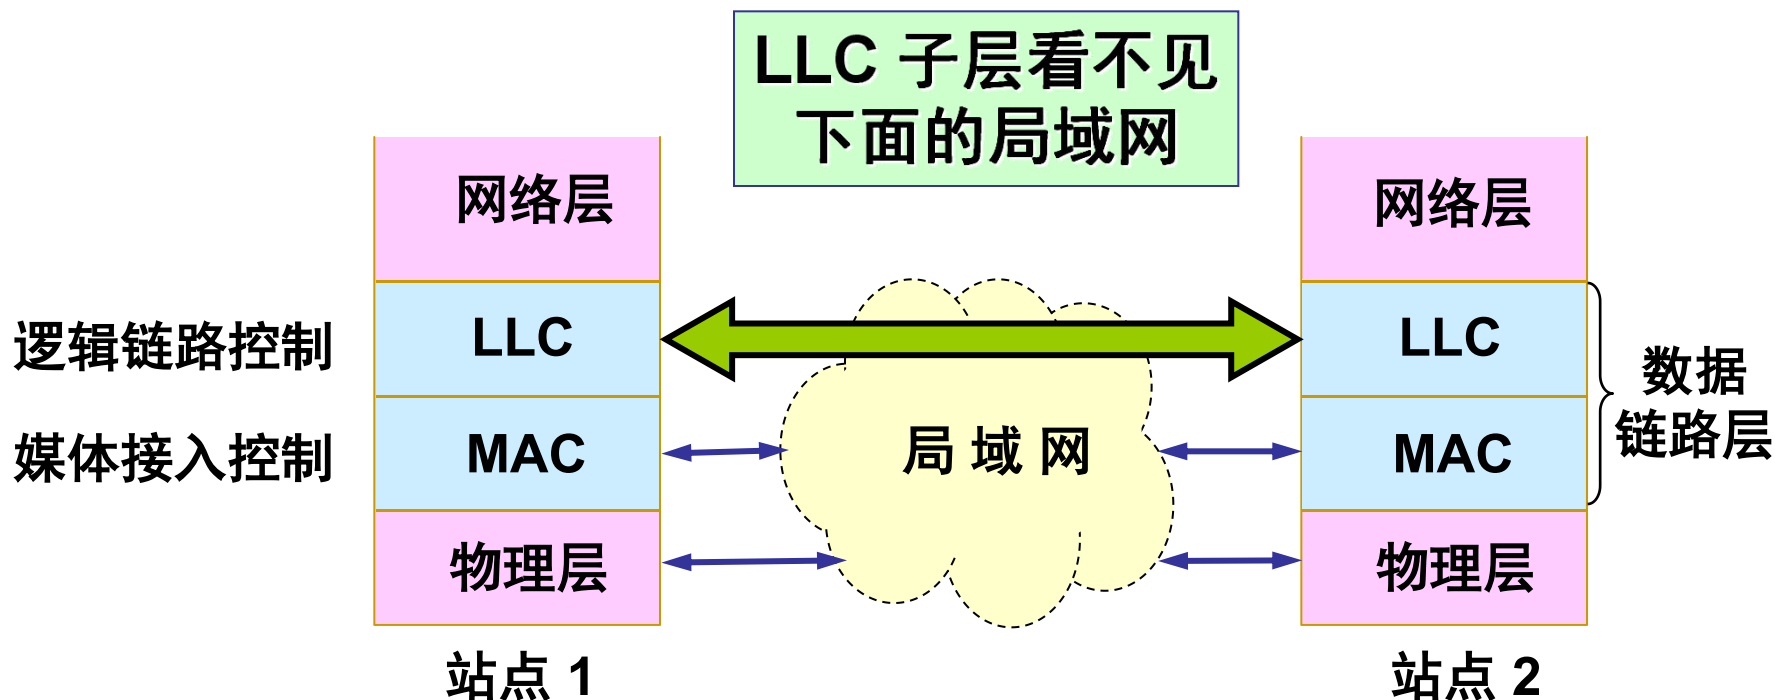 LLC 子层看不见
下面的局域网
网络层
网络层
逻辑链路控制
LLC
LLC
数据
链路层
媒体接入控制
MAC
局 域 网
MAC
物理层
物理层
站点 1
站点 2